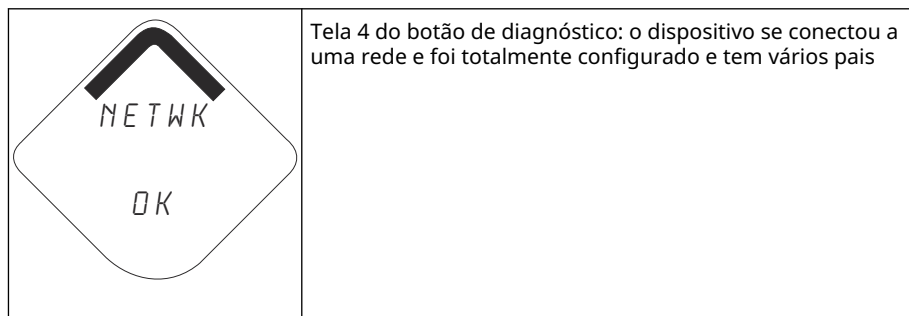 NETWK
OK
Tela 4 do botão de diagnóstico: o dispositivo se conectou a
uma rede e foi totalmente configurado e tem vários pais